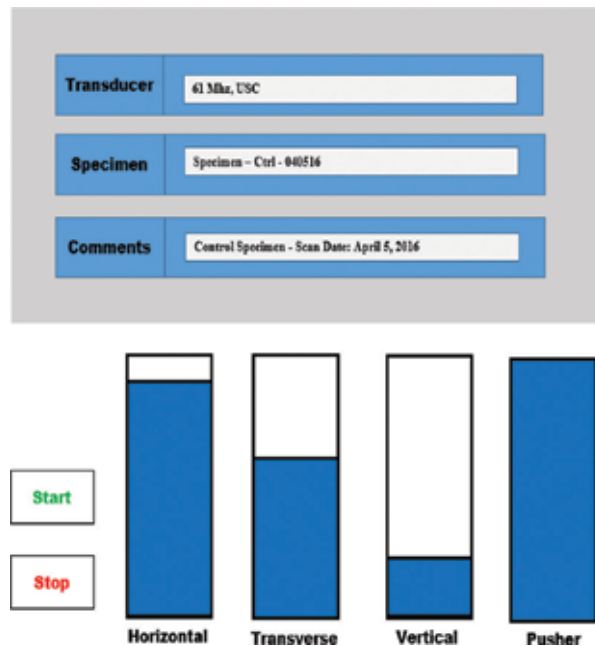 Transducer 61 Mhz, USC
Specimen Specimen – Ctrl - 040516
Comments Control Specimen - Scan Date: April 5, 2016
Start
Stop
Horizontal Transverse Vertical Pusher